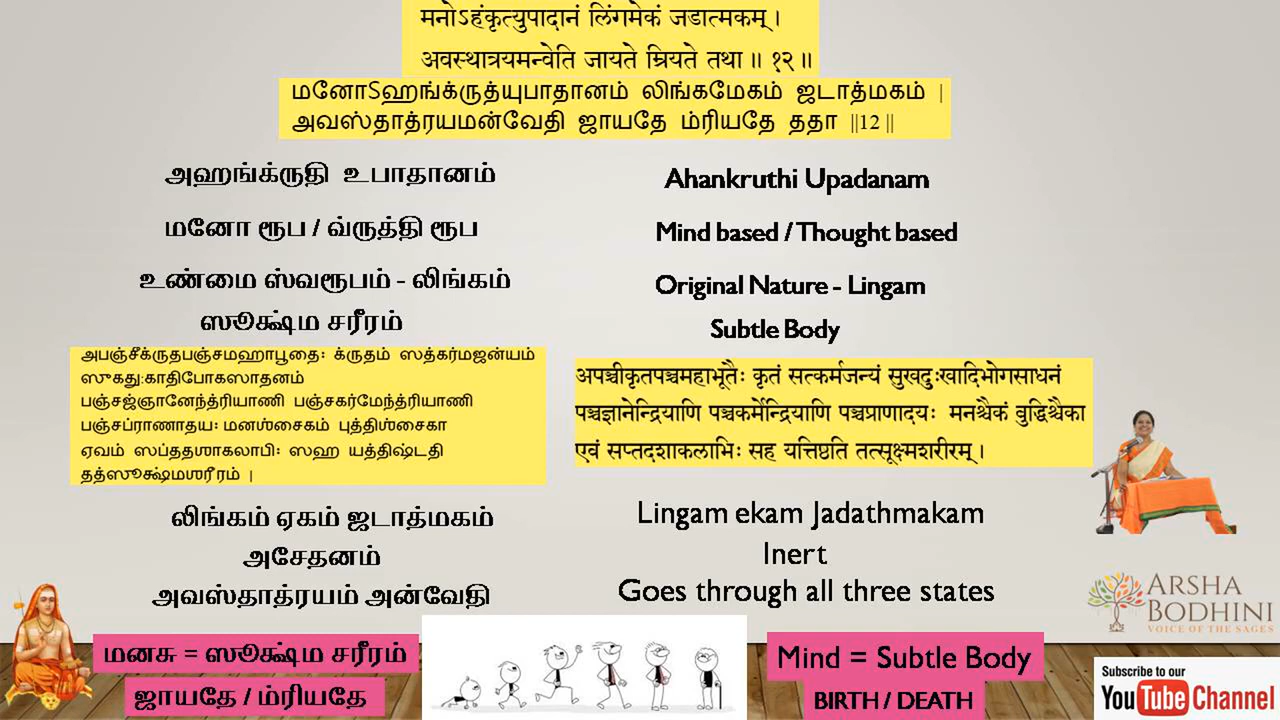 मनोऽहंकृत्युपादानं लिंगमेकं जडात्मकम् ।
अवस्थात्रयमन्वेति जायते म्रियते तथा ॥ १२ ॥
மனோSஹங்க்ருத்யுபாதானம் லிங்கமேகம் ஜடாத்மகம் |
அவஸ்தாத்ரயமன்வேதி ஜாயதே ம்ரியதே ததா ||12 ||
அஹங்க்ருதி உபாதானம்
Ahankruthi Upadanam
மனோ ரூப / வ்ருத்தி ரூப
Mind based / Thought based
உண்மை ஸ்வரூபம் - லிங்கம்
Original Nature - Lingam
ஸூக்ஷ்ம சரீரம்
Subtle Body
அபஞ்சீக்ருதபஞ்சமஹாபூதை: க்ருதம் ஸத்கர்மஜன்யம்
ஸுகது:காதிபோகஸாதனம்
பஞ்சஜ்ஞானேந்த்ரியாணி பஞ்சகர்மேந்த்ரியாணி
பஞ்சப்ராணாதய: மனஶ்சைகம் புத்திஶ்சைகா
ஏவம் ஸப்ததஶாகலாபி: ஸஹ யத்திஷ்டதி
தத்ஸூக்ஷ்மஶரீரம் |
अपञ्चीकृतपञ्चमहाभूतैः कृतं सत्कर्मजन्यं सुखदुःखादिभोगसाधनं
पञ्चज्ञानेन्द्रियाणि पञ्चकर्मेन्द्रियाणि पञ्चप्राणादयः मनश्चैकं बुद्धिश्चैका
एवं सप्तदशाकलाभिः सह यत्तिष्ठति तत्सूक्ष्मशरीरम् ।
லிங்கம் ஏகம் ஜடாத்மகம்
Lingam ekam Jadathmakam
அசேதனம்
Inert
அவஸ்தாத்ரயம் அன்வேதி
Goes through all three states
ARSHA
BODHINI
VOICE OF THE SAGES
மனசு = ஸூக்ஷ்ம சரீரம்
Mind = Subtle Body
ஜாயதே / ம்ரியதே
BIRTH / DEATH
Subscribe to our
YouTube Channel